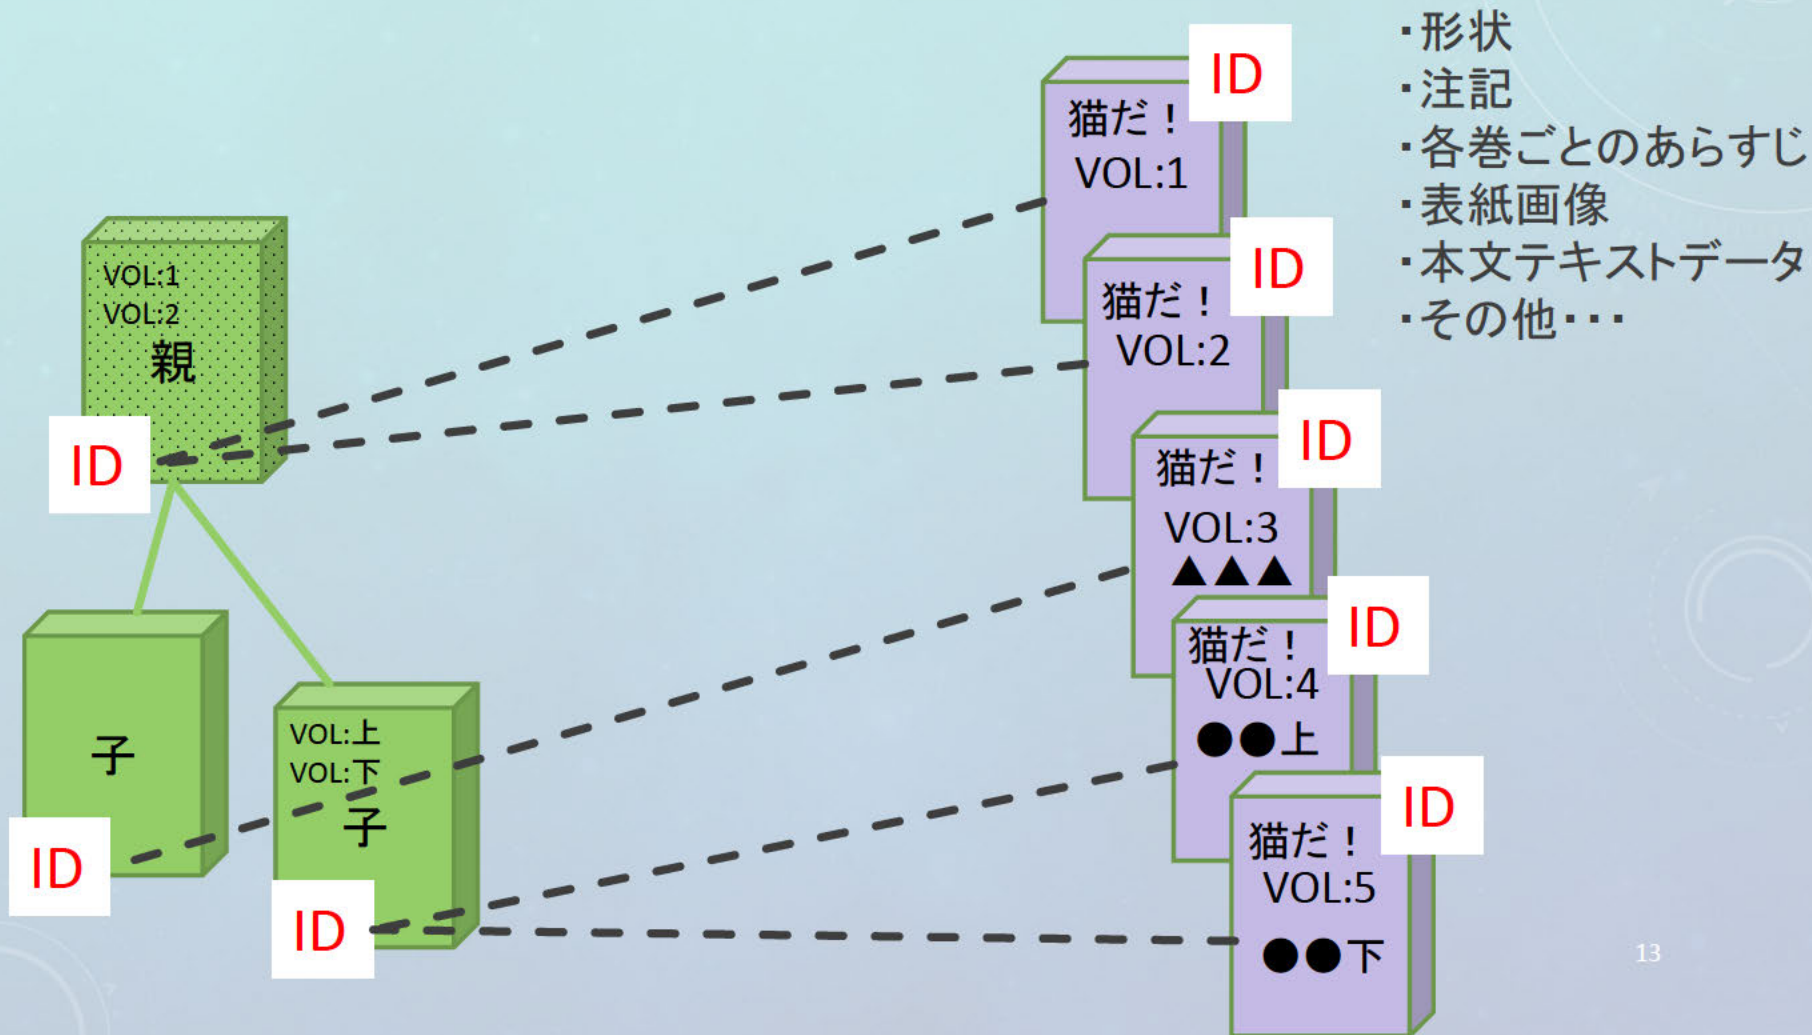 VOL:1
VOL:2
親
ID
子
ID
VOL:上
VOL:下
子
ID
猫だ！
VOL:1
ID
猫だ！
VOL:2
ID
猫だ！
VOL:3
▲▲▲
ID
猫だ！
VOL:4
●●上
ID
猫だ！
VOL:5
●●下
ID
・形状
・注記
・各巻ごとのあらすじ
・表紙画像
・本文テキストデータ
・その他・・・
13